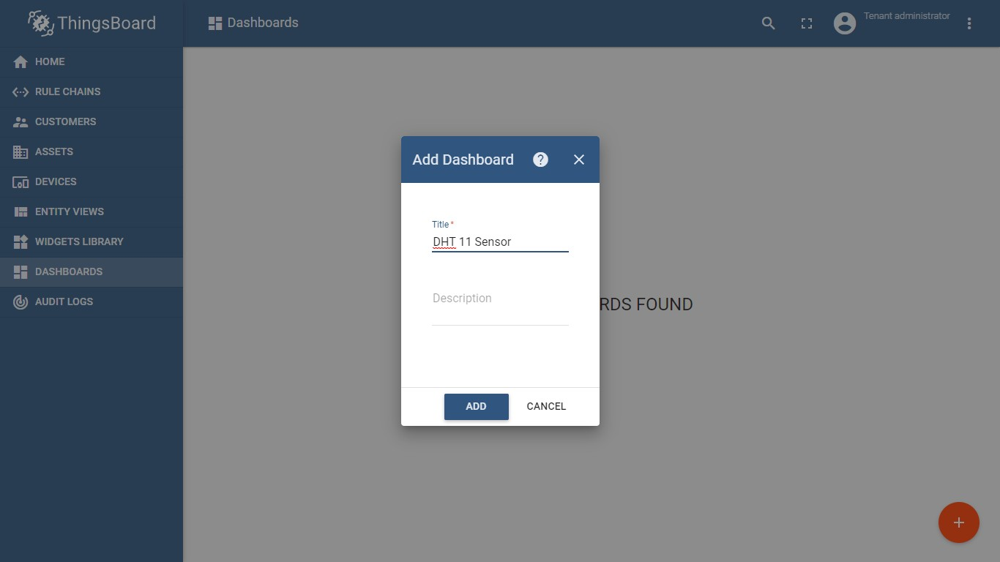 ThingsBoard
Dashboards
Tenant administrator
HOME
RULE CHAINS
CUSTOMERS
ASSETS
DEVICES
ENTITY VIEWS
WIDGETS LIBRARY
DASHBOARDS
AUDIT LOGS
Add Dashboard
Title *
DHT 11 Sensor
Description
RDS FOUND
ADD CANCEL